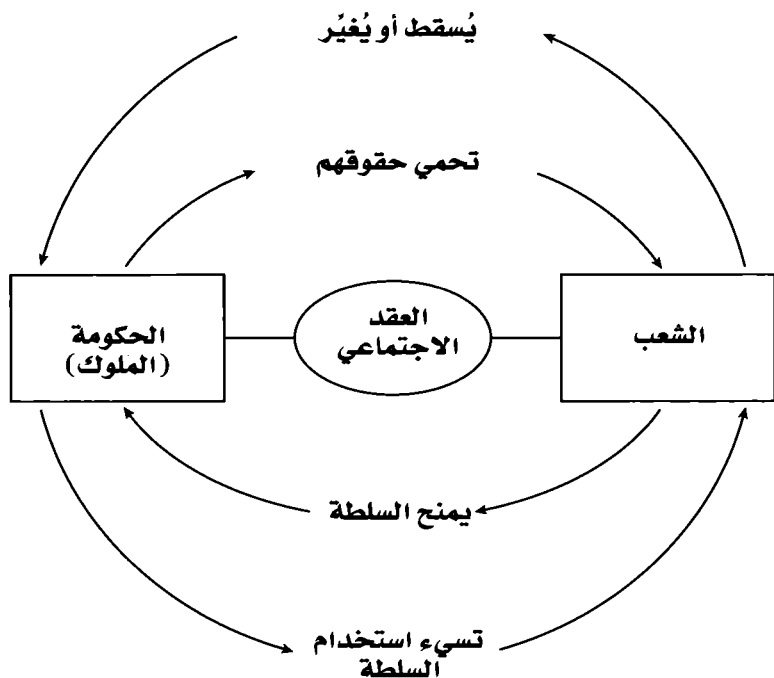 يُسقط أو يُغيِّر
تحمي حقوقهم
الشعب
العقد
الاجتماعي
الحكومة
(الملوك)
يمنح السلطة
تسيء استخدام
السلطة